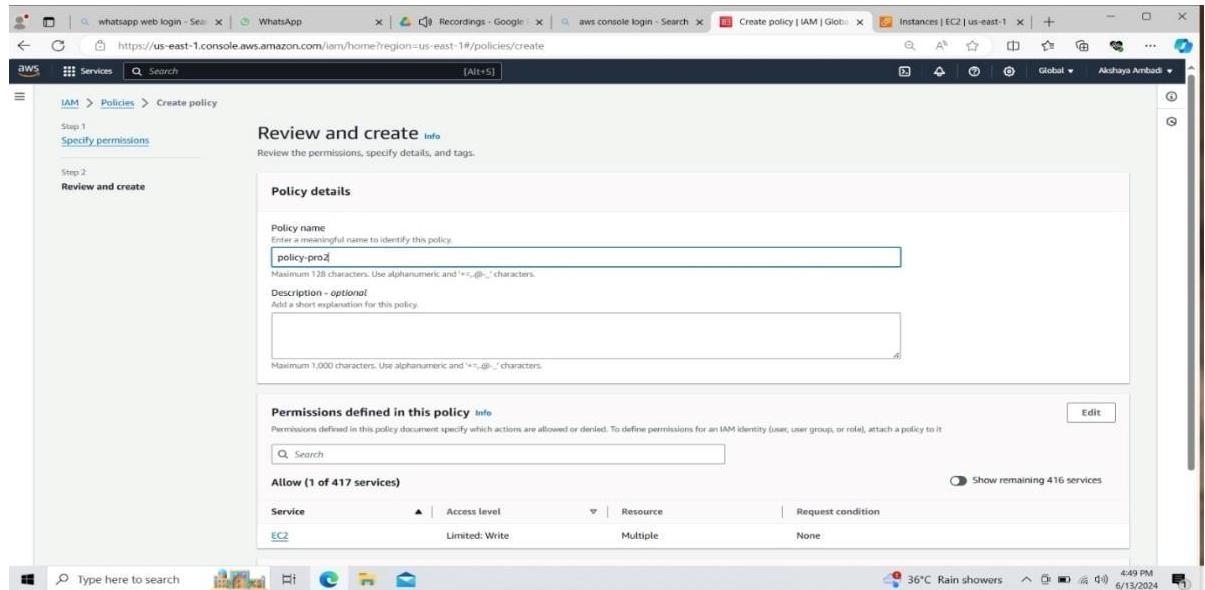 whatsapp web login - Sea
WhatsApp
Recordings - Google
aws console login - Search
Create policy | IAM | Globa
Instances | EC2 | us-east-1
https://us-east-1.console.aws.amazon.com/iam/home?region=us-east-1#/policies/create
aws
Services
Search
[Alt+S]
Global
Akshaya Ambadi
IAM > Policies > Create policy
Step 1
Specify permissions
Step 2
Review and create
Review and create Info
Review the permissions, specify details, and tags.
Policy details
Policy name
Enter a meaningful name to identify this policy.
policy-pro2
Maximum 128 characters. Use alphanumeric and '+=,.@-_' characters.
Description - optional
Add a short explanation for this policy.
Maximum 1,000 characters. Use alphanumeric and '+=,.@-_' characters.
Permissions defined in this policy Info
Edit
Permissions defined in this policy document specify which actions are allowed or denied. To define permissions for an IAM identity (user, user group, or role), attach a policy to it
Search
Allow (1 of 417 services)
Show remaining 416 services
Service Access level Resource Request condition
EC2 Limited: Write Multiple None
Type here to search
36°C Rain showers
4:49 PM
6/13/2024